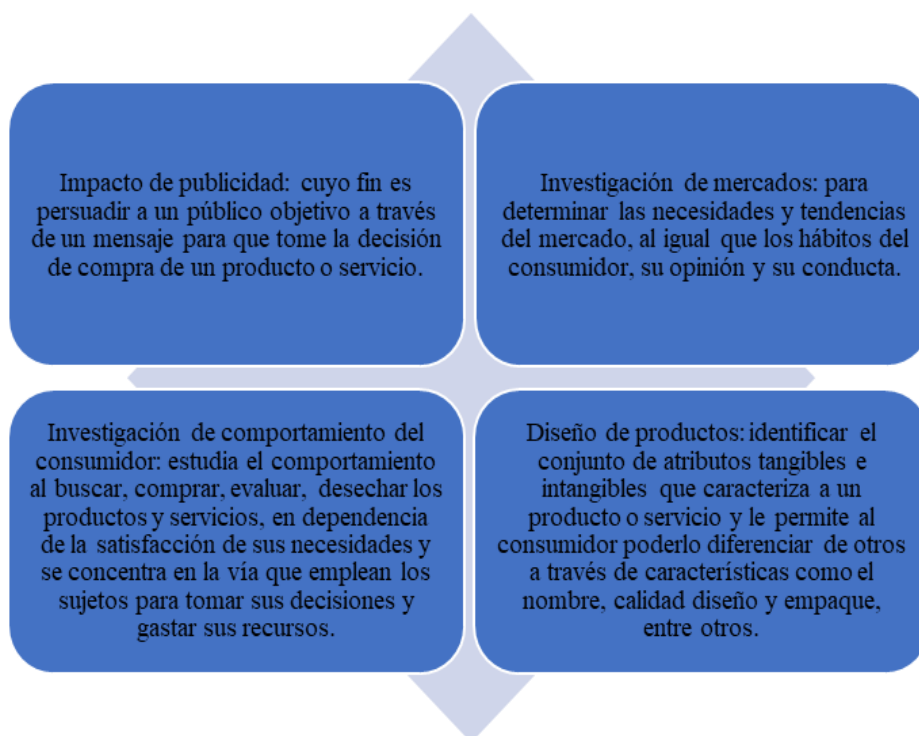 Impacto de publicidad: cuyo fin es
persuadir a un público objetivo a través
de un mensaje para que tome la decisión
de compra de un producto o servicio.
Investigación de mercados: para
determinar las necesidades y tendencias
del mercado, al igual que los hábitos del
consumidor, su opinión y su conducta.
Investigación de comportamiento del
consumidor: estudia el comportamiento
al buscar, comprar, evaluar, desechar los
productos y servicios, en dependencia
de la satisfacción de sus necesidades y
se concentra en la vía que emplean los
sujetos para tomar sus decisiones y
gastar sus recursos.
Diseño de productos: identificar el
conjunto de atributos tangibles e
intangibles que caracteriza a un
producto o servicio y le permite al
consumidor poderlo diferenciar de otros
a través de características como el
nombre, calidad diseño y empaque,
entre otros.